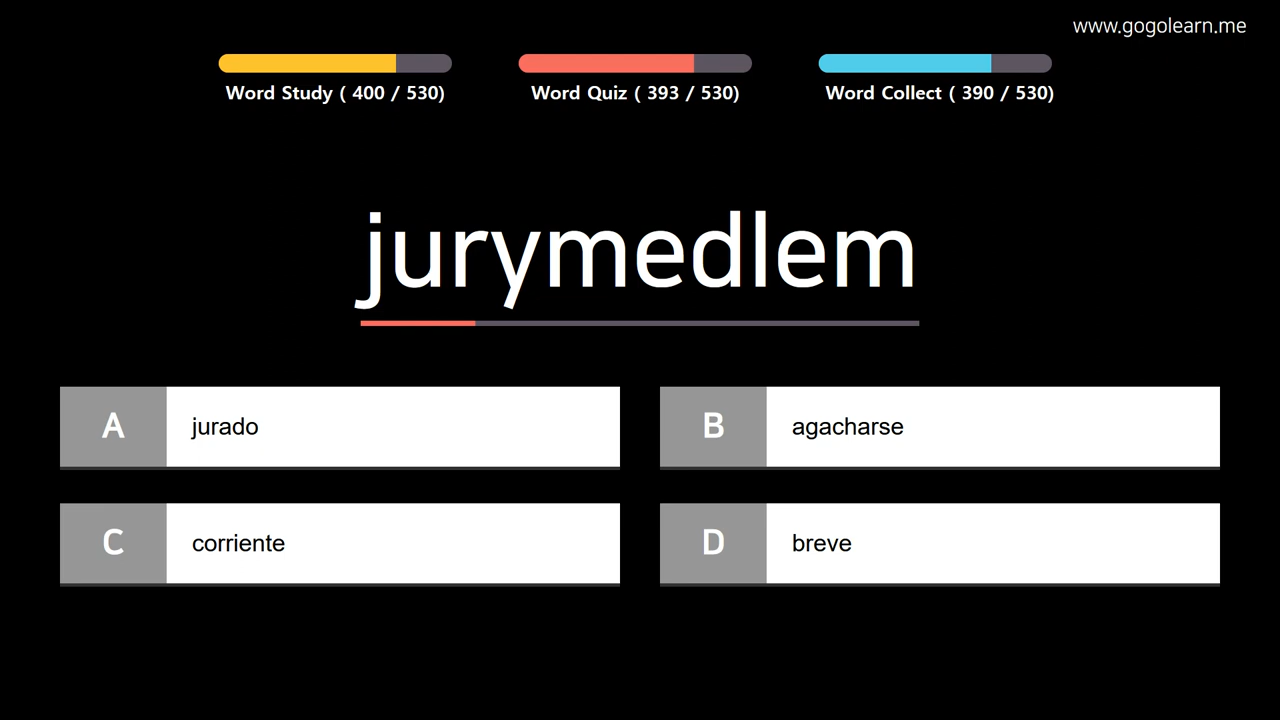 www.gogolearn.me
Word Study ( 400 / 530)
Word Quiz ( 393 / 530)
Word Collect ( 390 / 530)
jurymedlem
A jurado
B agacharse
C corriente
D breve